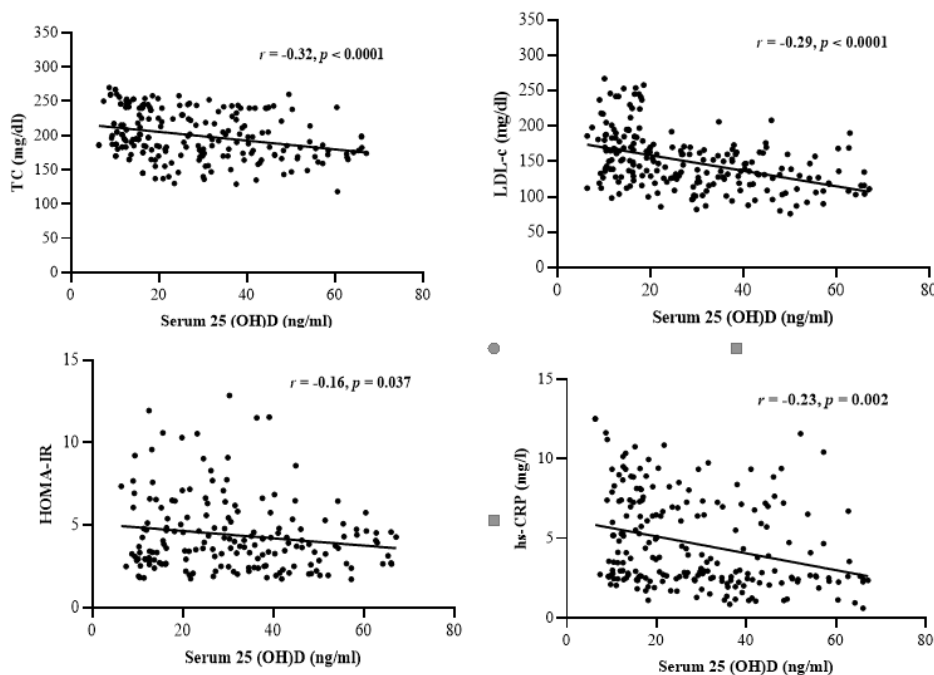 r = -0.32, p < 0.0001
TC (mg/dl)
350
300
250
200
150
100
50
0
0 20 40 60 80
Serum 25 (OH)D (ng/ml)
r = -0.29, p < 0.0001
LDL-c (mg/dl)
350
300
250
200
150
100
50
0
0 20 40 60 80
Serum 25 (OH)D (ng/ml)
r = -0.16, p = 0.037
HOMA-IR
15
10
5
0
0 20 40 60 80
Serum 25 (OH)D (ng/ml)
r = -0.23, p = 0.002
hs-CRP (mg/l)
15
10
5
0
0 20 40 60 80
Serum 25 (OH)D (ng/ml)